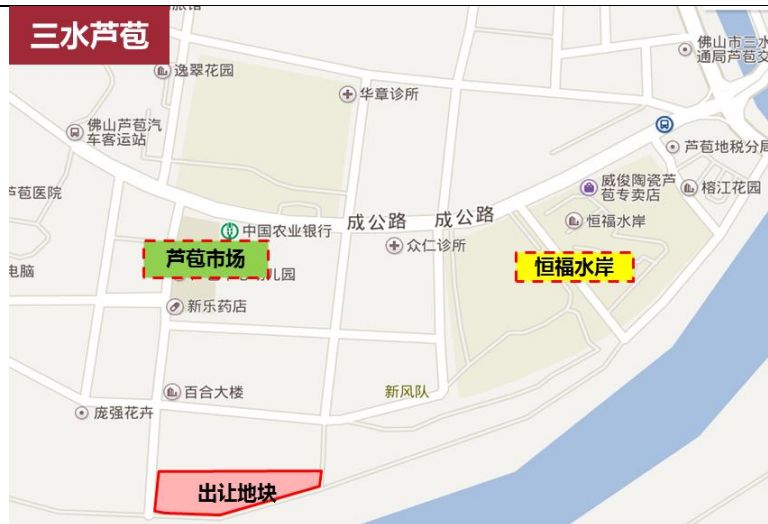 三水芦苞
逸翠花园
华章诊所
佛山市三水
通局芦苞交
佛山芦苞汽
车客运站
芦苞地税分局
芦苞医院
威俊陶瓷芦
苞专卖店
榕江花园
成公路
成公路
恒福水岸
中国农业银行
众仁诊所
芦苞市场
恒福水岸
电脑
儿园
新乐药店
百合大楼
新风队
庞强花卉
出让地块